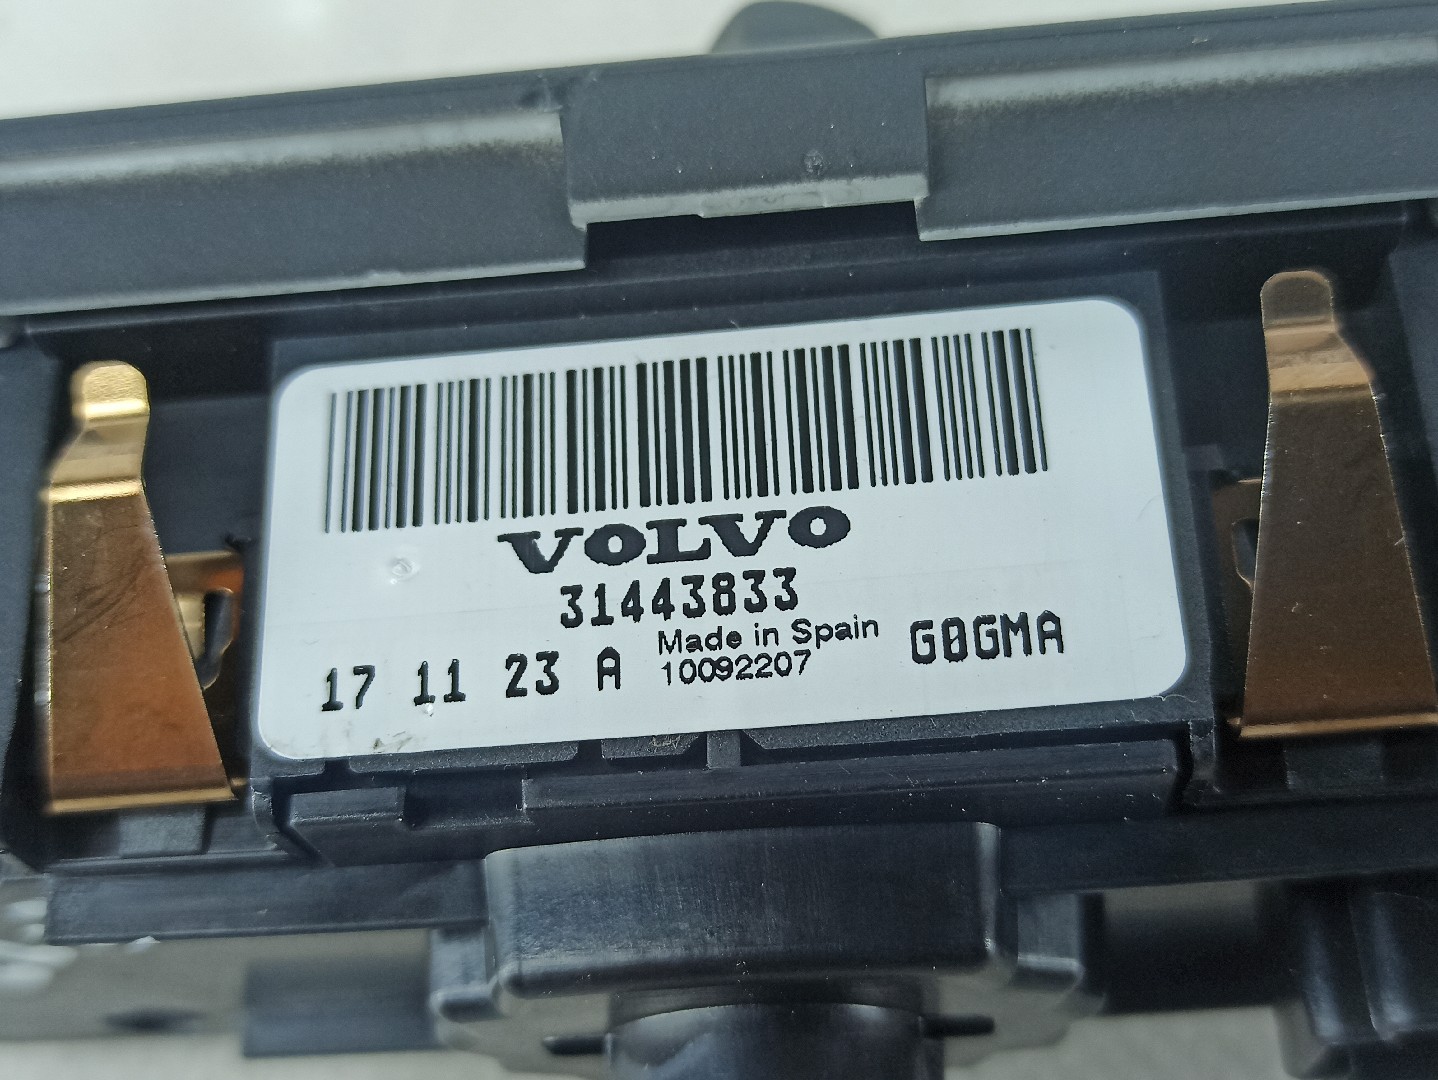 VOLVO
31443833
Made in Spain
17 11 23 A 10092207 G0GMA